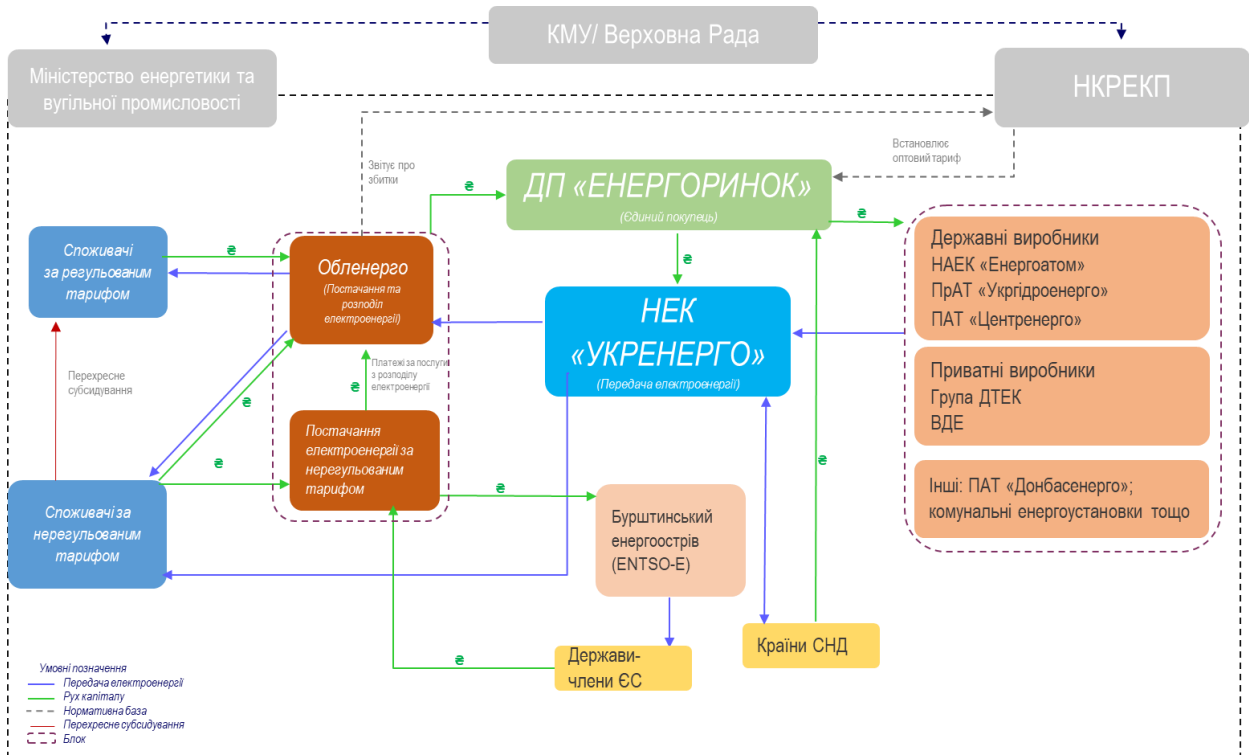 КМУ/ Верховна Рада
Міністерство енергетики та
вугільної промисловості
НКРЕКП
Звітує про
збитки
Встановлює
оптовий тариф
₴
ДП «ЕНЕРГОРИНОК»
(Єдиний покупець)
₴
₴
₴
Споживачі
за регульованим
тарифом
Обленерго
(Постачання та
розподіл
електроенергії)
НЕК
«УКРЕНЕРГО»
(Передача електроенергії)
Державні виробники
НАЕК «Енергоатом»
ПрАТ «Укргідроенерго»
ПАТ «Центренерго»
Перехресне
субсидування
₴
₴
Платежі за послуги
з розподілу
електроенергії
Приватні виробники
Група ДТЕК
ВДЕ
Постачання
електроенергії за
нерегульованим
тарифом
₴
₴
₴
Інші: ПАТ «Донбасенерго»;
комунальні енергоустановки тощо
Споживачі за
нерегульованим
тарифом
Бурштинський
енергоострів
(ENTSO-E)
₴
Держави-
члени ЄС
Країни СНД
Умовні позначення
Передача електроенергії
Рух капіталу
Нормативна база
Перехресне субсидування
Блок